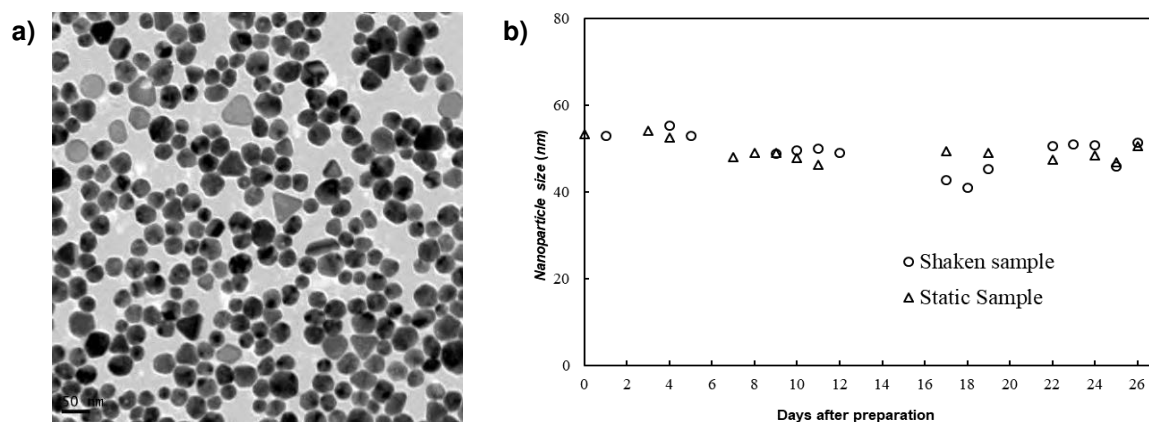 a)
50 nm
b)
80
60
40
20
0
Nanoparticle size (nm)
Shaken sample
Static Sample
0 2 4 6 8 10 12 14 16 18 20 22 24 26
Days after preparation